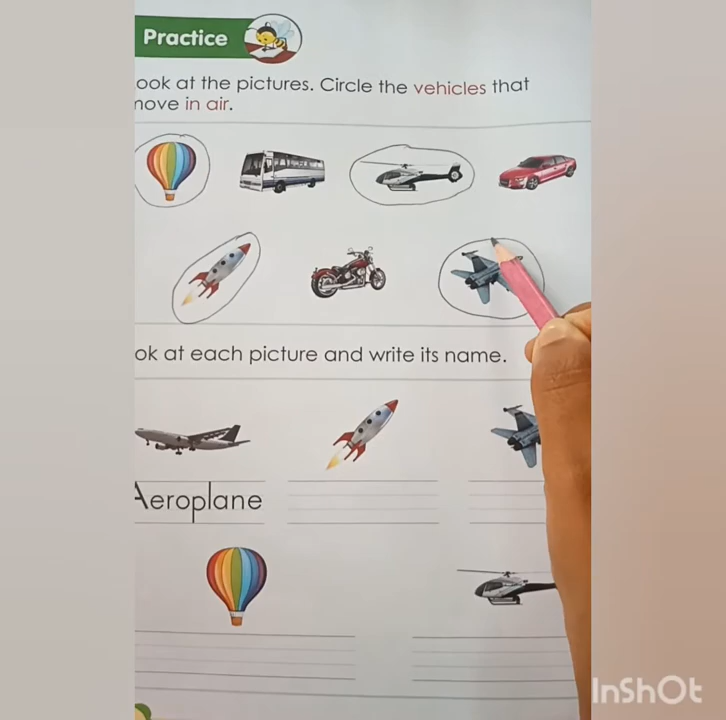 Practice
ook at the pictures. Circle the vehicles that
move in air.
ok at each picture and write its name.
Aeroplane
InShOt